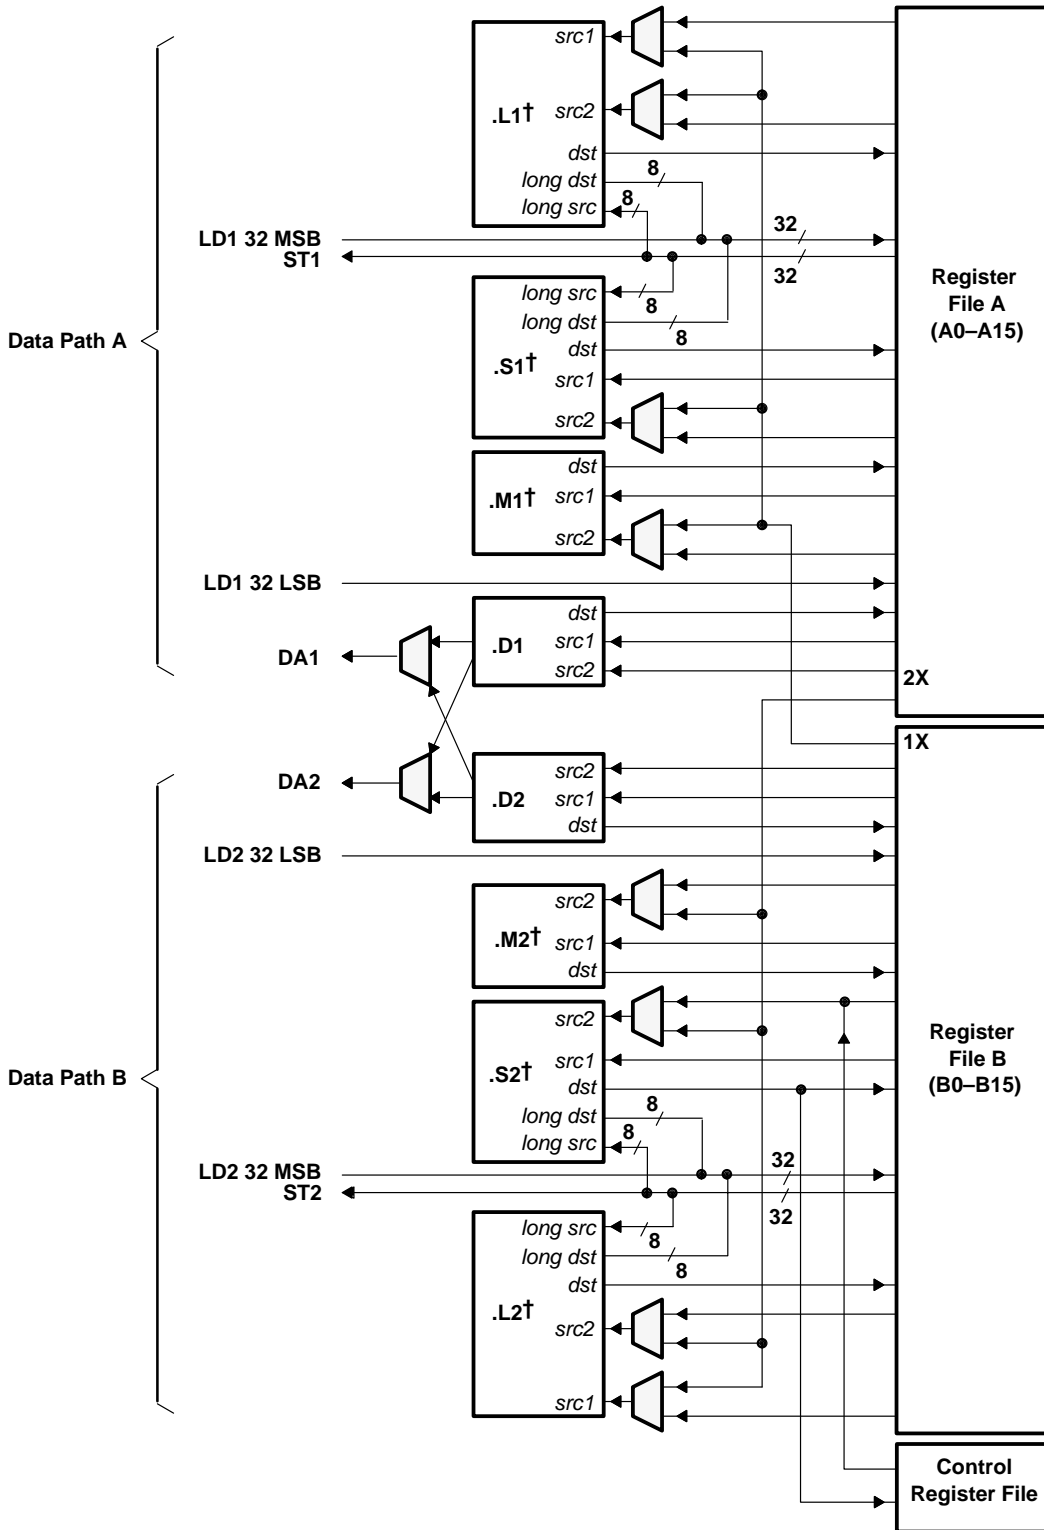 src1
.L1†
src2
dst
long dst
8
long src
8
LD1 32 MSB
32
ST1
32
Register
File A
(A0–A15)
long src
8
long dst
8
Data Path A
dst
.S1†
src1
src2
dst
.M1†
src1
src2
LD1 32 LSB
dst
.D1
src1
DA1
src2
2X
1X
DA2
src2
.D2
src1
dst
LD2 32 LSB
src2
.M2†
src1
dst
src2
Register
File B
(B0–B15)
.S2†
src1
Data Path B
dst
long dst
8
long src
8
LD2 32 MSB
32
ST2
32
long src
8
long dst
8
dst
.L2†
src2
src1
Control
Register File